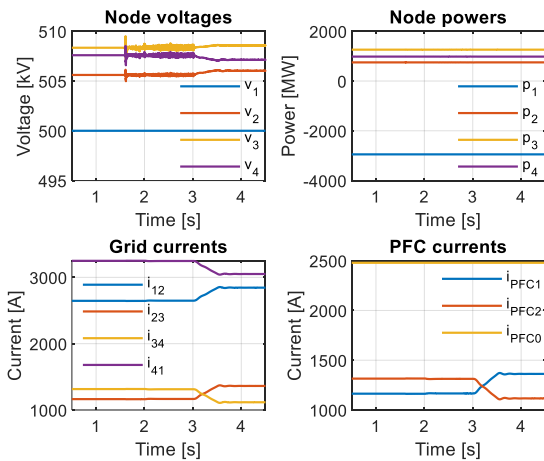 Node voltages
510
505
500
495
Voltage [kV]
v1
v2
v3
v4
1 2 3 4
Time [s]
Node powers
2000
0
-2000
-4000
Power [MW]
p1
p2
p3
p4
1 2 3 4
Time [s]
Grid currents
3000
2000
1000
Current [A]
i12
i23
i34
i41
1 2 3 4
Time [s]
PFC currents
2500
2000
1500
1000
Current [A]
iPFC1
iPFC2
iPFC0
1 2 3 4
Time [s]